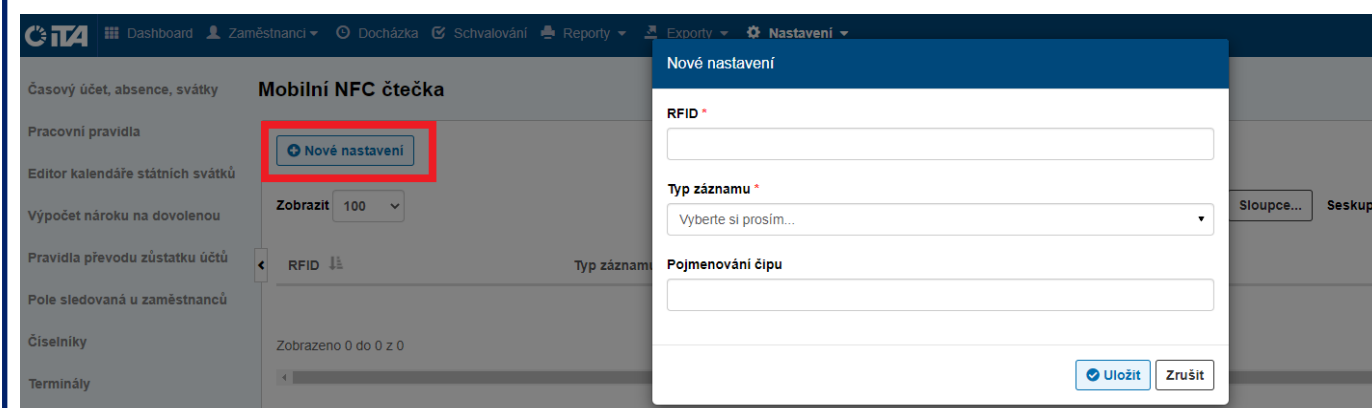 iTA Dashboard Zaměstnanci Docházka Schvalování Reporty Exporty Nastavení
Časový účet, absence, svátky
Pracovní pravidla
Editor kalendáře státních svátků
Výpočet nároku na dovolenou
Pravidla převodu zůstatku účtů
Pole sledovaná u zaměstnanců
Číselníky
Terminály
Mobilní NFC čtečka
Nové nastavení
Zobrazit 100
Sloupce... Seskup
RFID Typ záznamu
Zobrazeno 0 do 0 z 0
Nové nastavení
RFID *
Typ záznamu *
Vyberte si prosím...
Pojmenování čipu
Uložit Zrušit